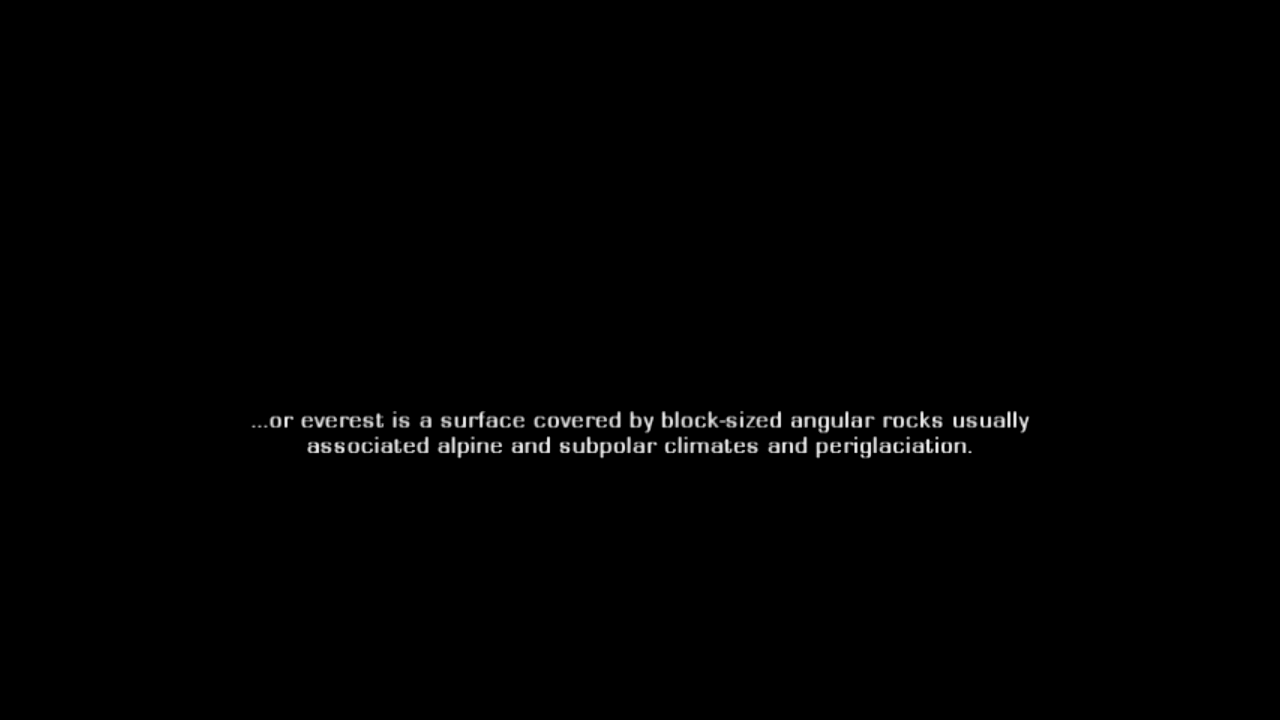 ...or everest is a surface covered by block-sized angular rocks usually
associated alpine and subpolar climates and periglaciation.